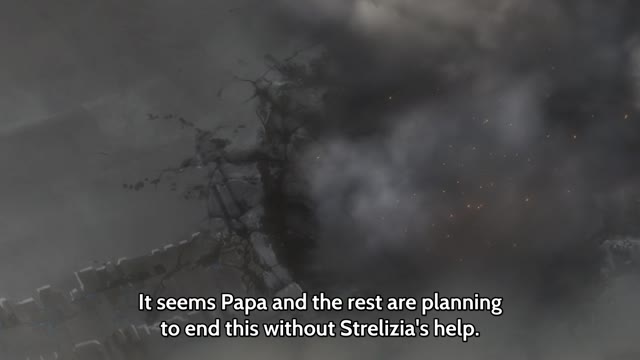 It seems Papa and the rest are planning
to end this without Strelizia's help.